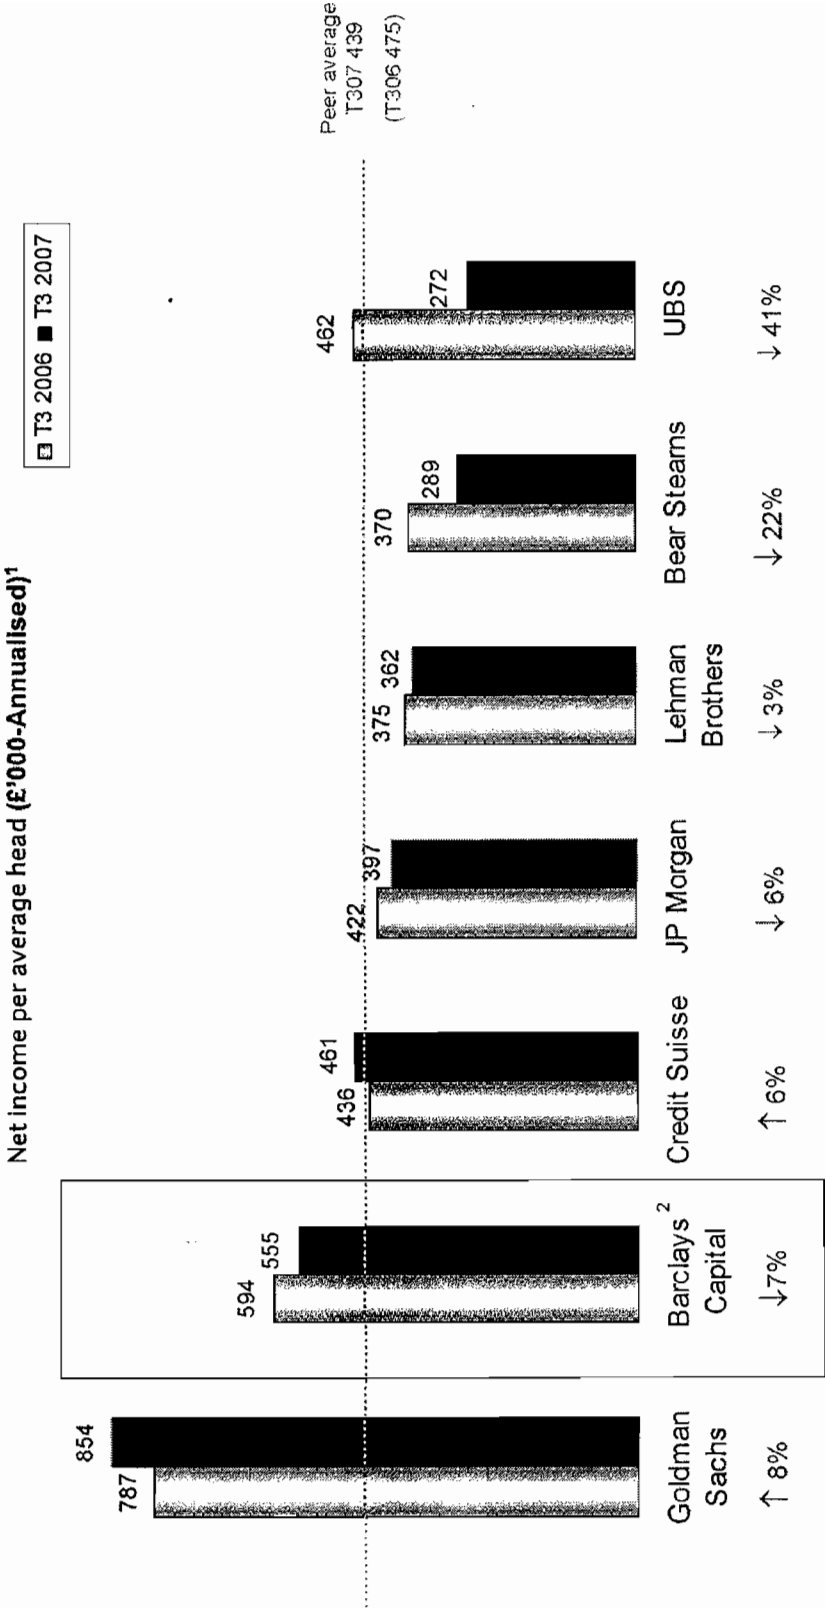 Net income per average head (£'000-Annualised)¹
T3 2006 T3 2007
Peer average
T307 439
(T306 475)
787
854
594
555
436
461
422
397
375
362
370
289
462
272
Goldman
Sachs
Barclays²
Capital
Credit Suisse
JP Morgan
Lehman
Brothers
Bear Stearns
UBS
↑ 8%
↓7%
↑ 6%
↓ 6%
↓ 3%
↓ 22%
↓ 41%